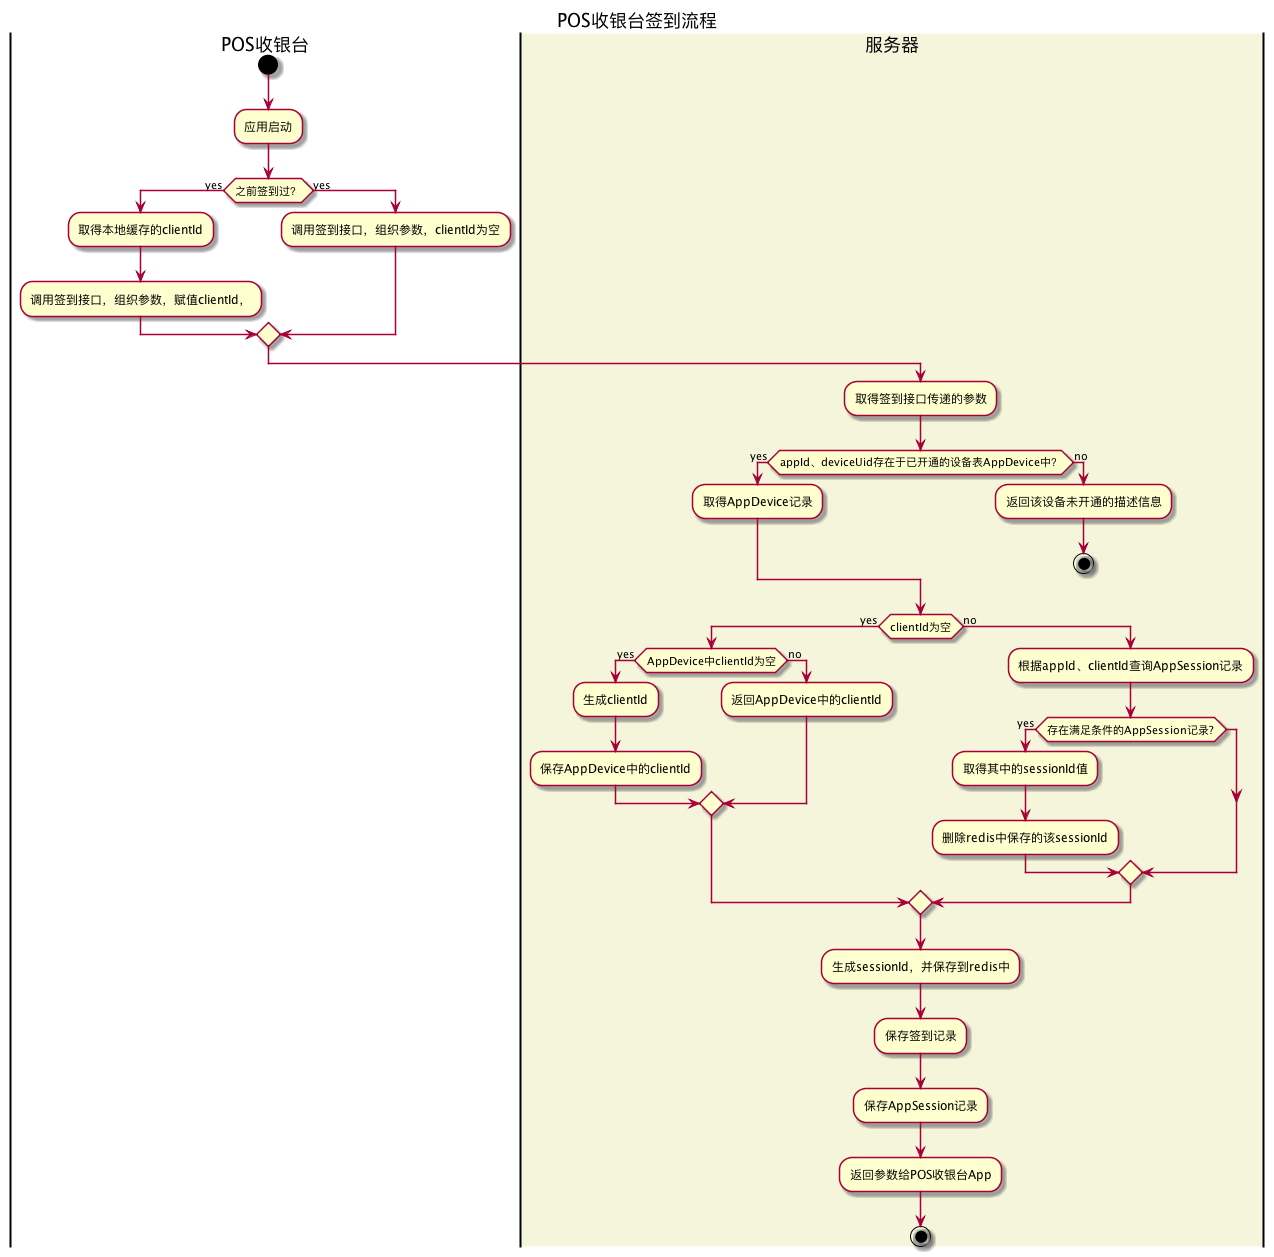 POS收银台签到流程
POS收银台
服务器
应用启动
之前签到过？
yes
yes
取得本地缓存的clientId
调用签到接口，组织参数，clientId为空
调用签到接口，组织参数，赋值clientId，
取得签到接口传递的参数
yes
appId、deviceUid存在于已开通的设备表AppDevice中？
no
取得AppDevice记录
返回该设备未开通的描述信息
yes
clientId为空
no
yes
AppDevice中clientId为空
no
根据appId、clientId查询AppSession记录
生成clientId
返回AppDevice中的clientId
yes
存在满足条件的AppSession记录?
保存AppDevice中的clientId
取得其中的sessionId值
删除redis中保存的该sessionId
生成sessionId，并保存到redis中
保存签到记录
保存AppSession记录
返回参数给POS收银台App